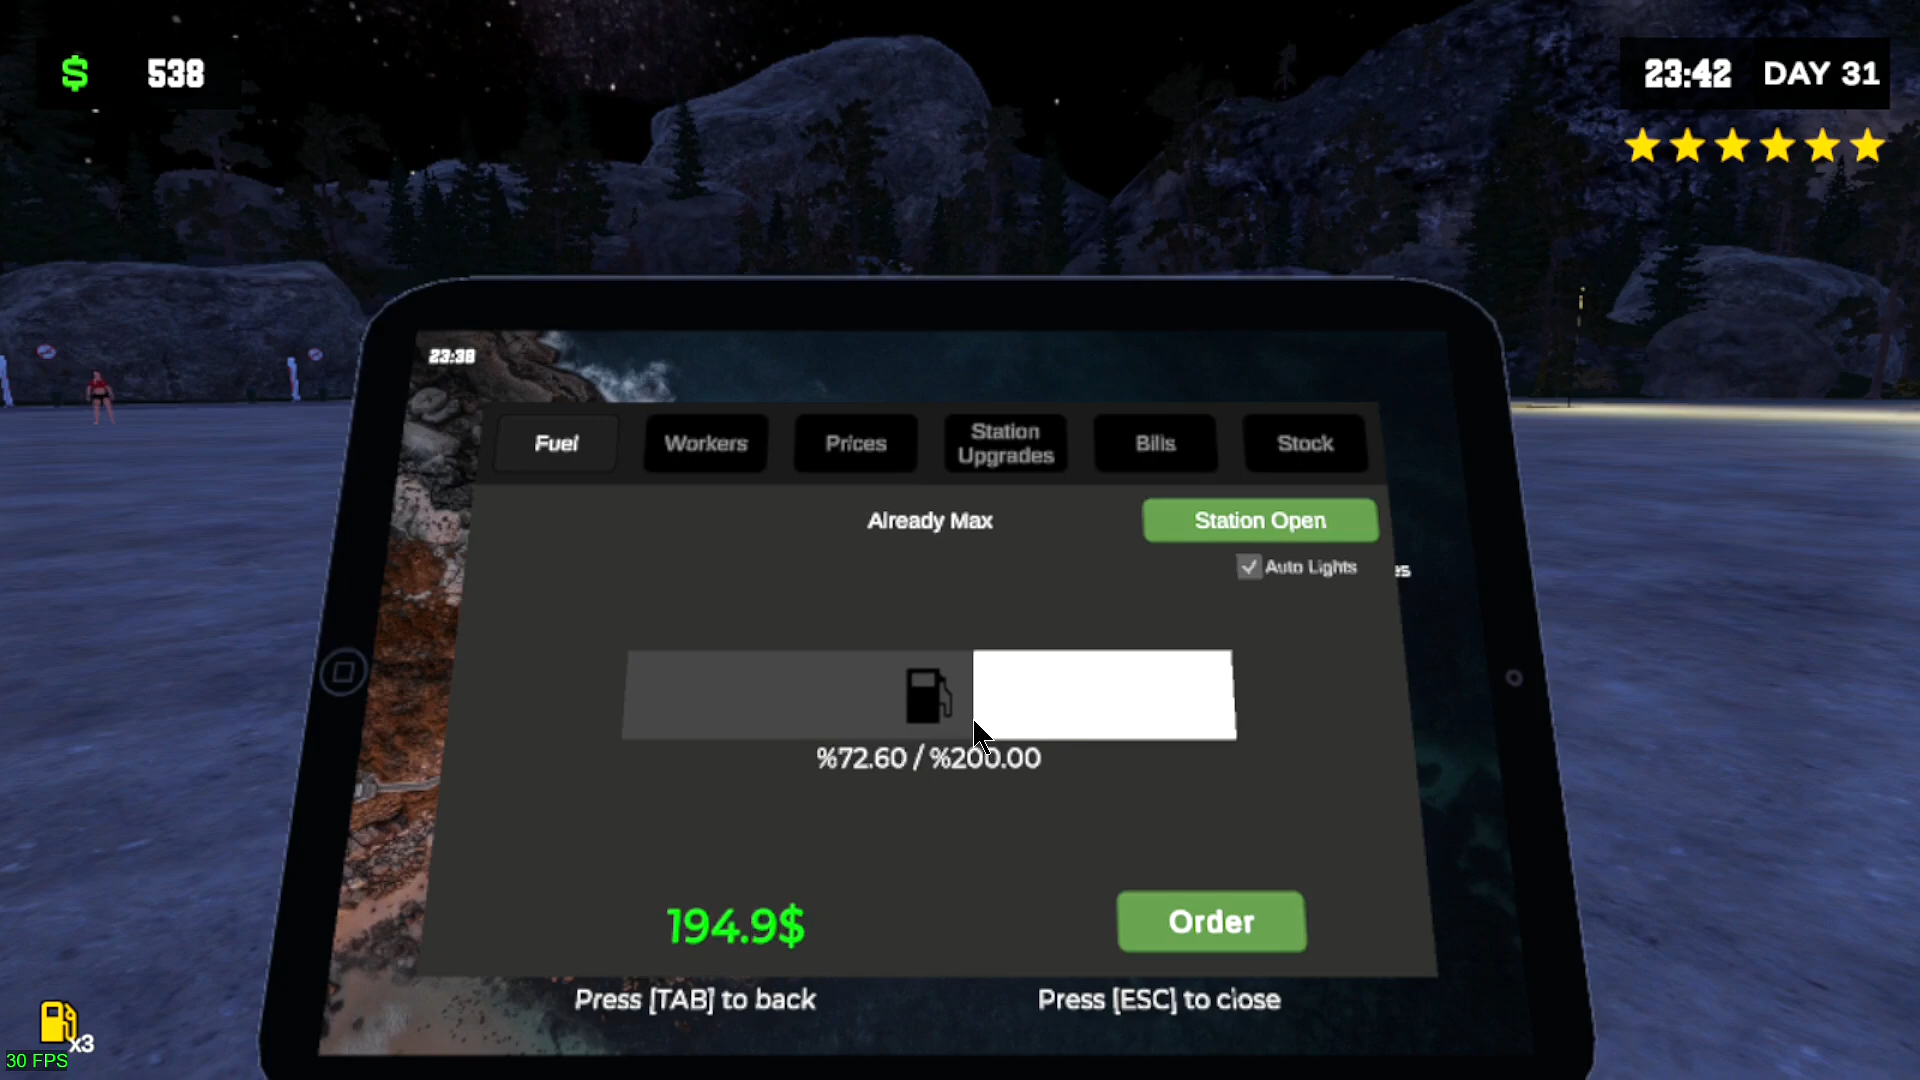 $ 538
23:42 DAY 31
23:38
Fuel
Workers
Prices
Station
Upgrades
Bills
Stock
Already Max
Station Open
Auto Lights
es
%72.60 / %200.00
194.9$
Order
Press [TAB] to back
Press [ESC] to close
x3
30 FPS